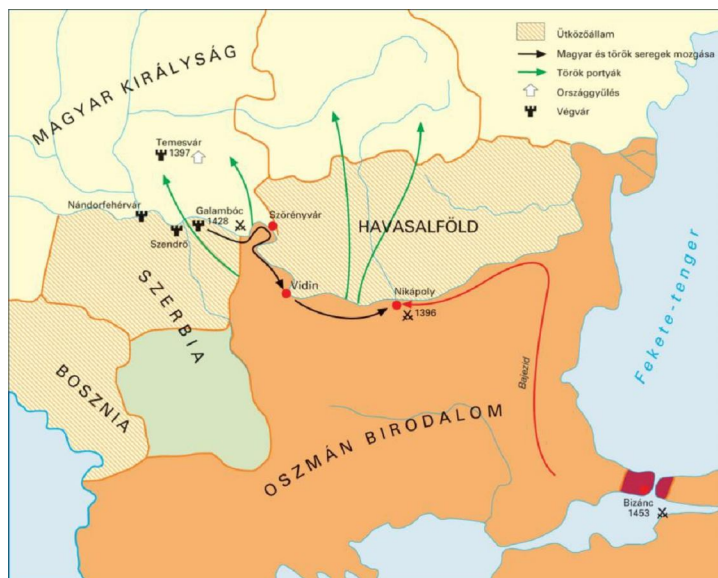 Ütközőállam
Magyar és török seregek mozgása
Török portyák
Országgyűlés
Végvár
MAGYAR KIRÁLYSÁG
Temesvár
1397
Nándorfehérvár
Galambóc
1428
Szörényvár
Szendrő
HAVASALFÖLD
SZERBIA
Vidin
Nikápoly
1396
BOSZNIA
Bajezid
Fekete-tenger
OSZMÁN BIRODALOM
Bizánc
1453